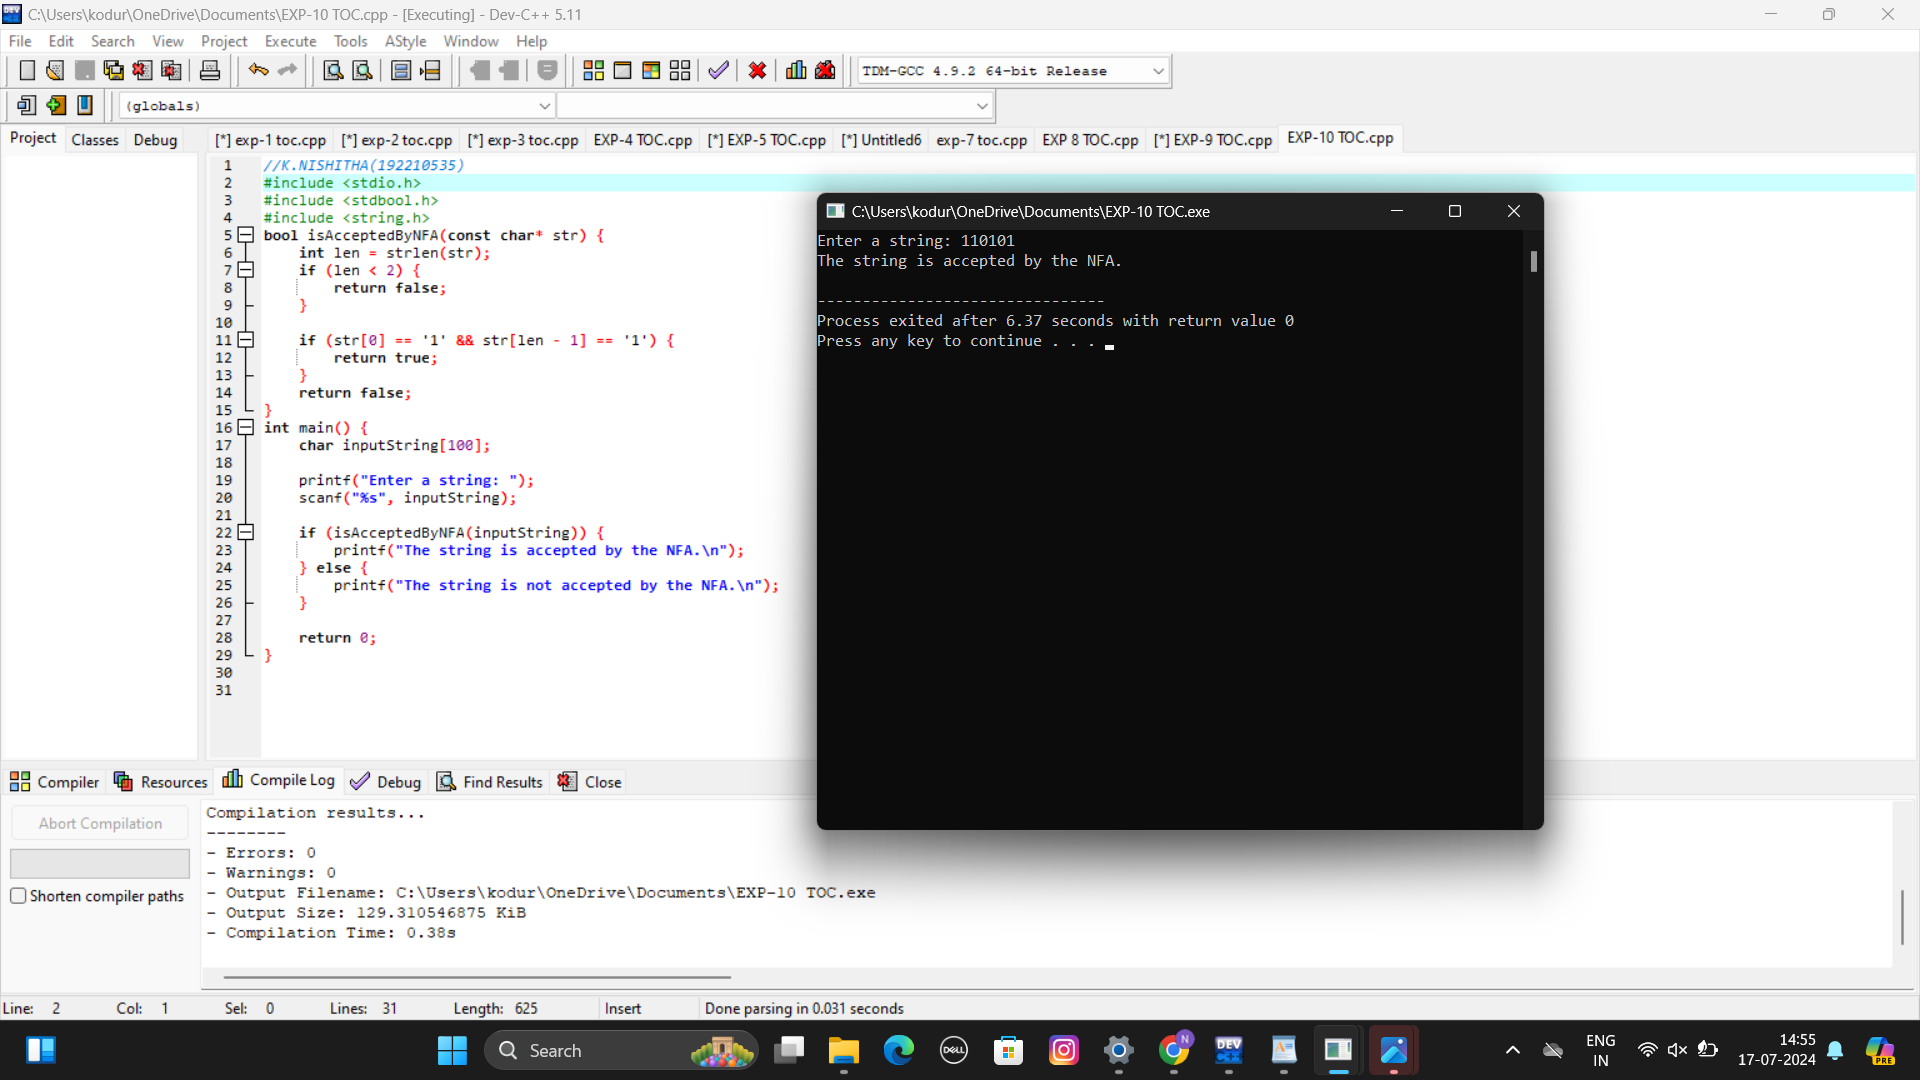 C:\Users\kodur\OneDrive\Documents\EXP-10 TOC.cpp - [Executing] - Dev-C++ 5.11
File Edit Search View Project Execute Tools AStyle Window Help
TDM-GCC 4.9.2 64-bit Release
(globals)
Project Classes Debug
[*] exp-1 toc.cpp [*] exp-2 toc.cpp [*] exp-3 toc.cpp EXP-4 TOC.cpp [*] EXP-5 TOC.cpp [*] Untitled6 exp-7 toc.cpp EXP 8 TOC.cpp [*] EXP-9 TOC.cpp EXP-10 TOC.cpp
1 //K.NISHITHA(192210535)
2 #include <stdio.h>
3 #include <stdbool.h>
4 #include <string.h>
5 bool isAcceptedByNFA(const char* str) {
6 int len = strlen(str);
7 if (len < 2) {
8 return false;
9 }
10
11 if (str[0] == '1' && str[len - 1] == '1') {
12 return true;
13 }
14 return false;
15 }
16 int main() {
17 char inputString[100];
18
19 printf("Enter a string: ");
20 scanf("%s", inputString);
21
22 if (isAcceptedByNFA(inputString)) {
23 printf("The string is accepted by the NFA.\n");
24 } else {
25 printf("The string is not accepted by the NFA.\n");
26 }
27
28 return 0;
29 }
30
31
C:\Users\kodur\OneDrive\Documents\EXP-10 TOC.exe
Enter a string: 110101
The string is accepted by the NFA.
--------------------------------
Process exited after 6.37 seconds with return value 0
Press any key to continue . . .
Compiler Resources Compile Log Debug Find Results Close
Abort Compilation
Shorten compiler paths
Compilation results...
--------
- Errors: 0
- Warnings: 0
- Output Filename: C:\Users\kodur\OneDrive\Documents\EXP-10 TOC.exe
- Output Size: 129.310546875 KiB
- Compilation Time: 0.38s
Line: 2 Col: 1 Sel: 0 Lines: 31 Length: 625 Insert Done parsing in 0.031 seconds
Search
DELL
N
DEV C++
ENG
IN
14:55
17-07-2024
PRE